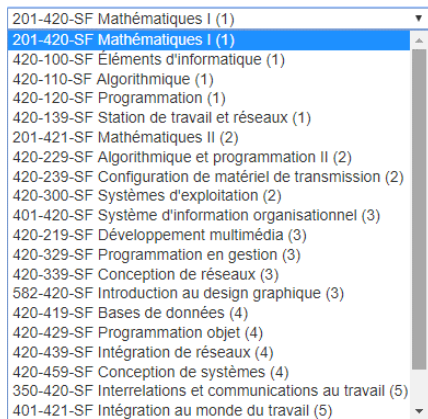 201-420-SF Mathématiques I (1)
201-420-SF Mathématiques I (1)
420-100-SF Éléments d'informatique (1)
420-110-SF Algorithmique (1)
420-120-SF Programmation (1)
420-139-SF Station de travail et réseaux (1)
201-421-SF Mathématiques II (2)
420-229-SF Algorithmique et programmation II (2)
420-239-SF Configuration de matériel de transmission (2)
420-300-SF Systèmes d'exploitation (2)
401-420-SF Système d'information organisationnel (3)
420-219-SF Développement multimédia (3)
420-329-SF Programmation en gestion (3)
420-339-SF Conception de réseaux (3)
582-420-SF Introduction au design graphique (3)
420-419-SF Bases de données (4)
420-429-SF Programmation objet (4)
420-439-SF Intégration de réseaux (4)
420-459-SF Conception de systèmes (4)
350-420-SF Interrelations et communications au travail (5)
401-421-SF Intégration au monde du travail (5)